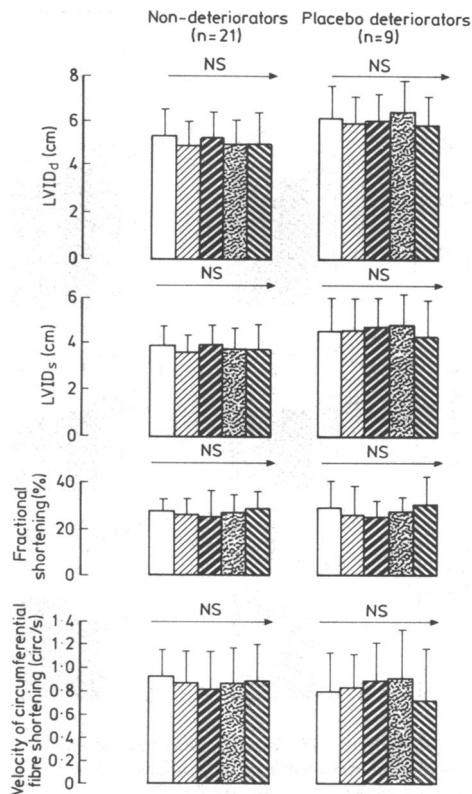 Non-deteriorators Placebo deteriorators
(n=21) (n=9)
NS NS
8
6
4
2
0
LVIDd (cm)
NS NS
6
4
2
0
LVIDs (cm)
NS NS
40
20
0
Fractional
shortening (%)
NS NS
1·4
1·2
1·0
0·8
0·6
0·4
0·2
0
Velocity of circumferential
fibre shortening (circ/s)